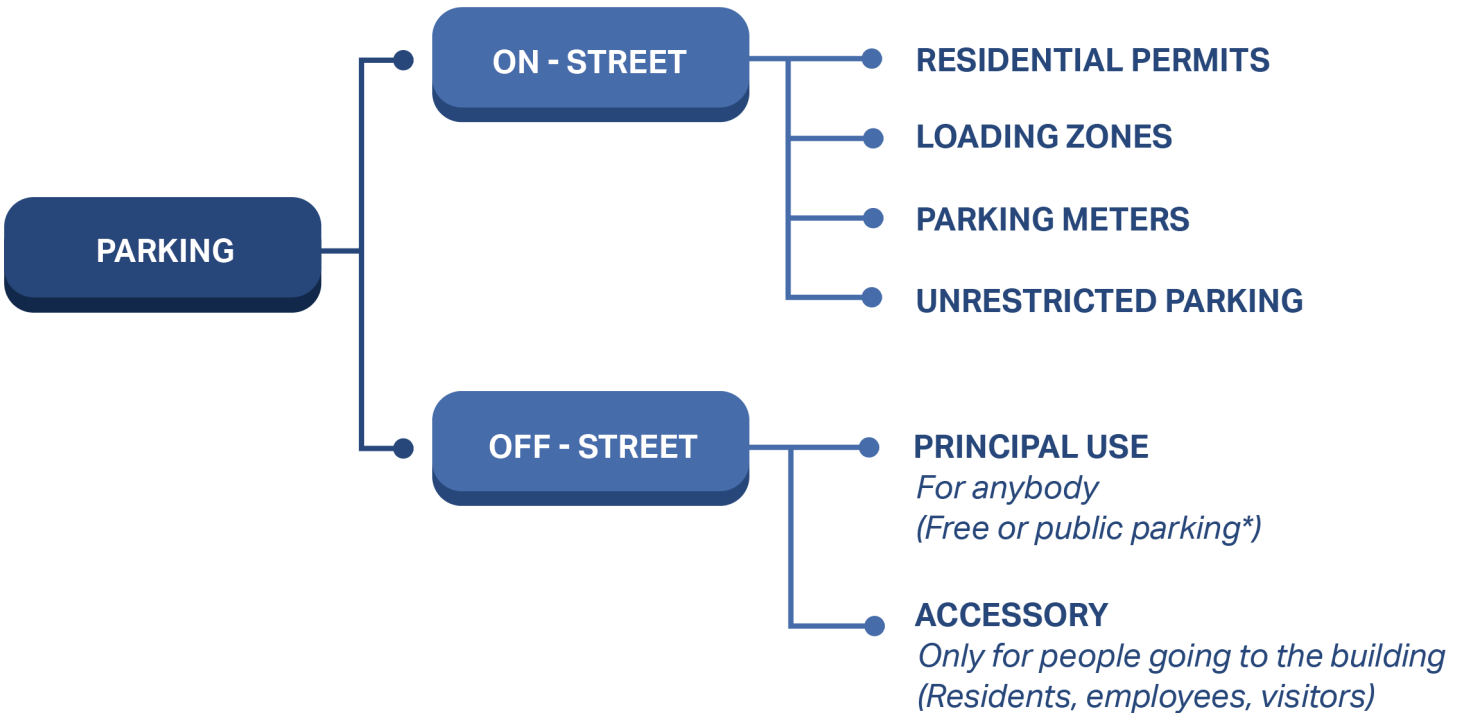 PARKING
ON - STREET
RESIDENTIAL PERMITS
LOADING ZONES
PARKING METERS
UNRESTRICTED PARKING
OFF - STREET
PRINCIPAL USE
For anybody
(Free or public parking*)
ACCESSORY
Only for people going to the building
(Residents, employees, visitors)